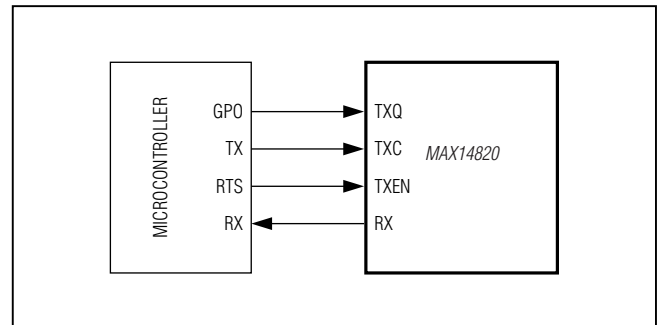 MICROCONTROLLER
GPO TXQ
TX TXC
RTS TXEN
RX RX
MAX14820